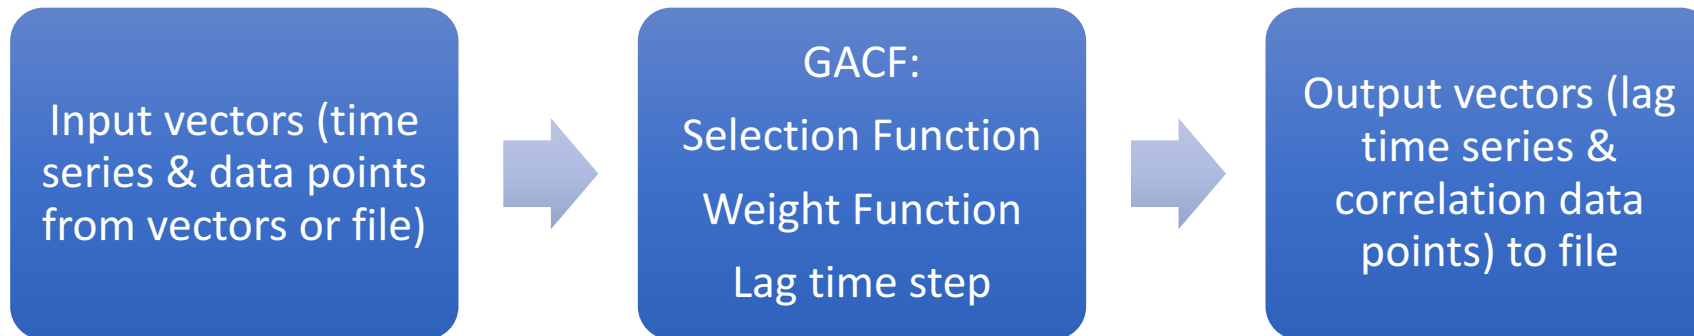 Input vectors (time
series & data points
from vectors or file)
GACF:
Selection Function
Weight Function
Lag time step
Output vectors (lag
time series &
correlation data
points) to file